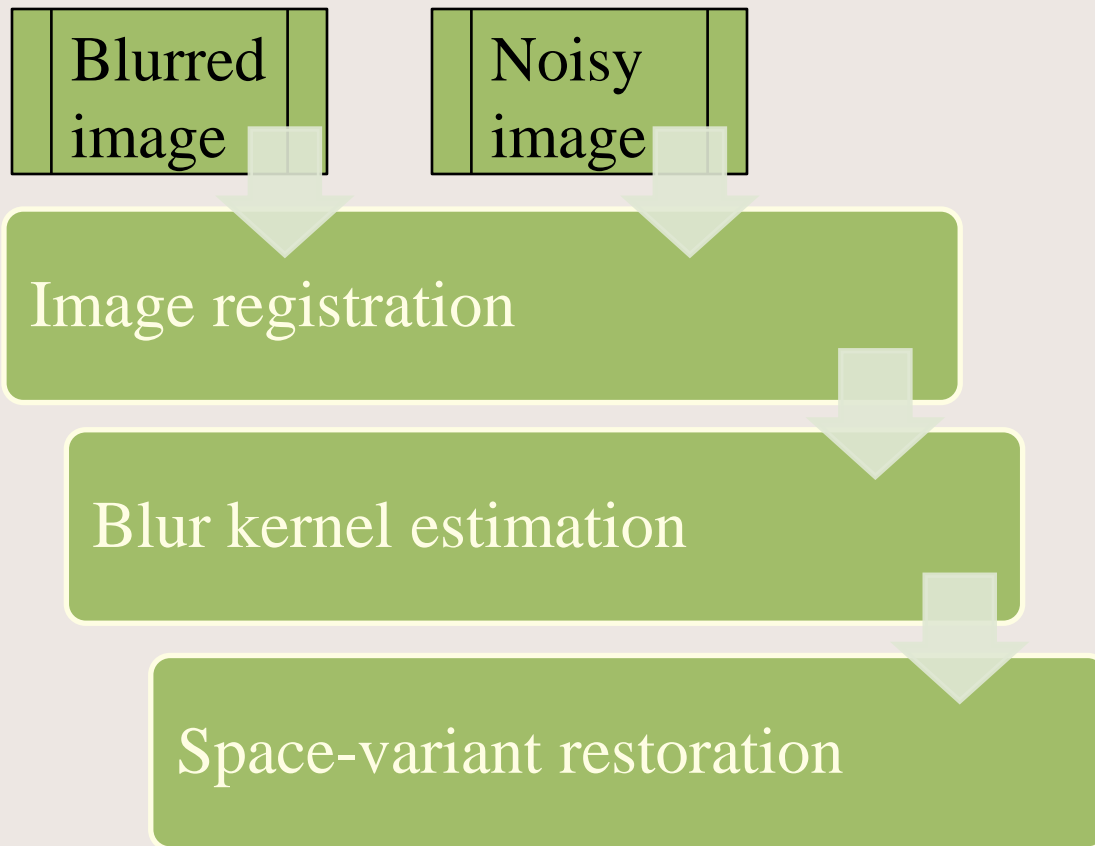 Blurred
image
Noisy
image
Image registration
Blur kernel estimation
Space-variant restoration